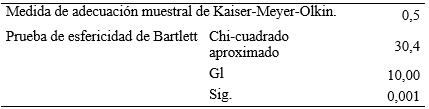 Medida de adecuación muestral de Kaiser-Meyer-Olkin. 0,5
Prueba de esfericidad de Bartlett Chi-cuadrado aproximado 30,4
Gl 10,00
Sig. 0,001